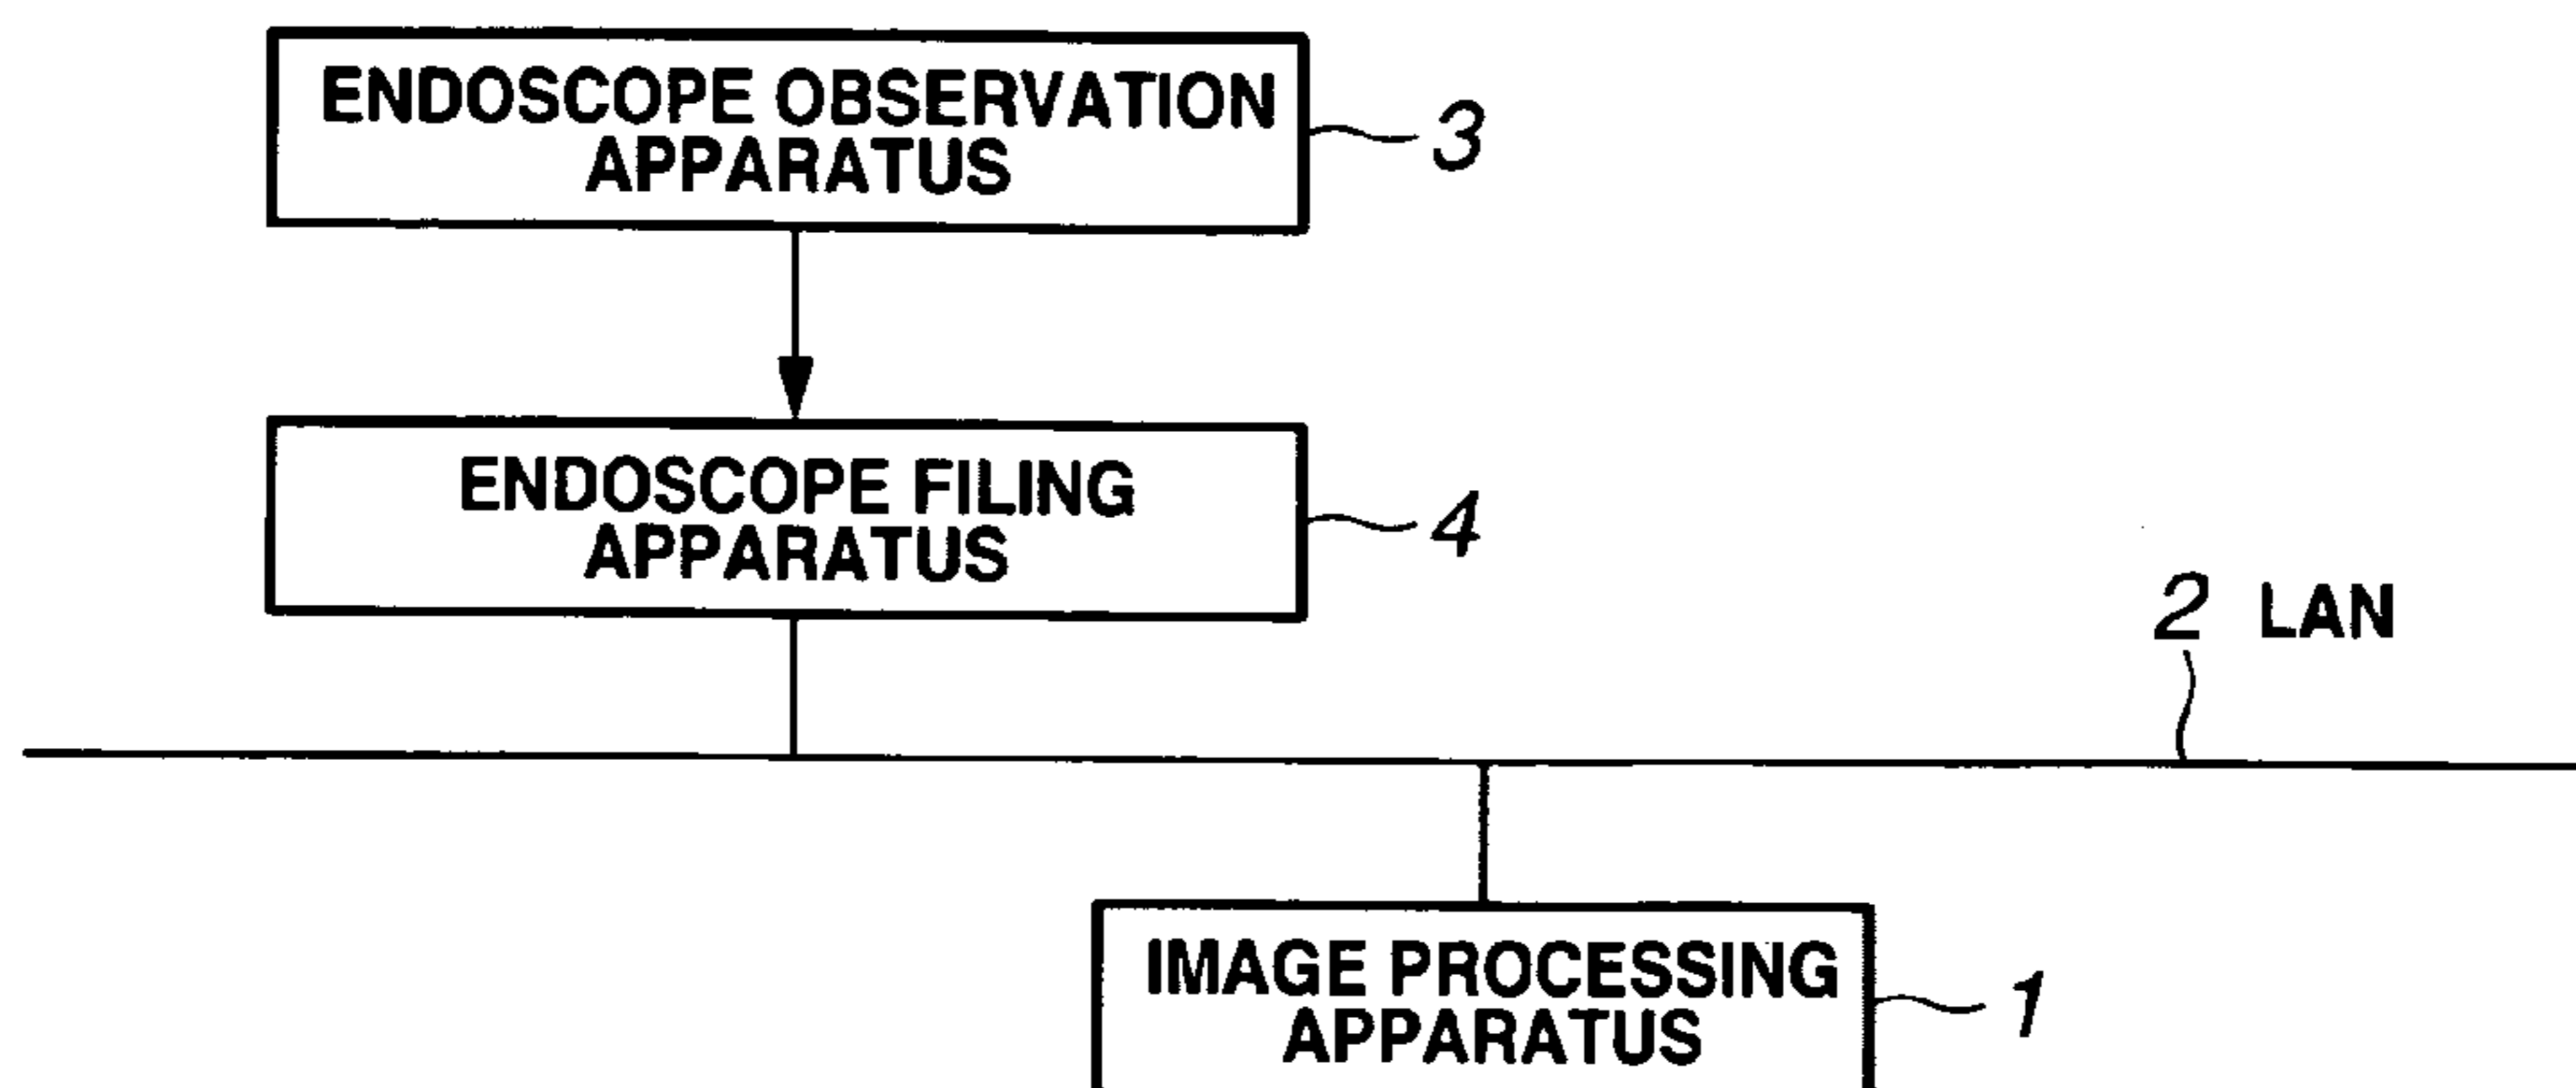 ENDOSCOPE OBSERVATION
APPARATUS
3
ENDOSCOPE FILING
APPARATUS
4
2 LAN
IMAGE PROCESSING
APPARATUS
1